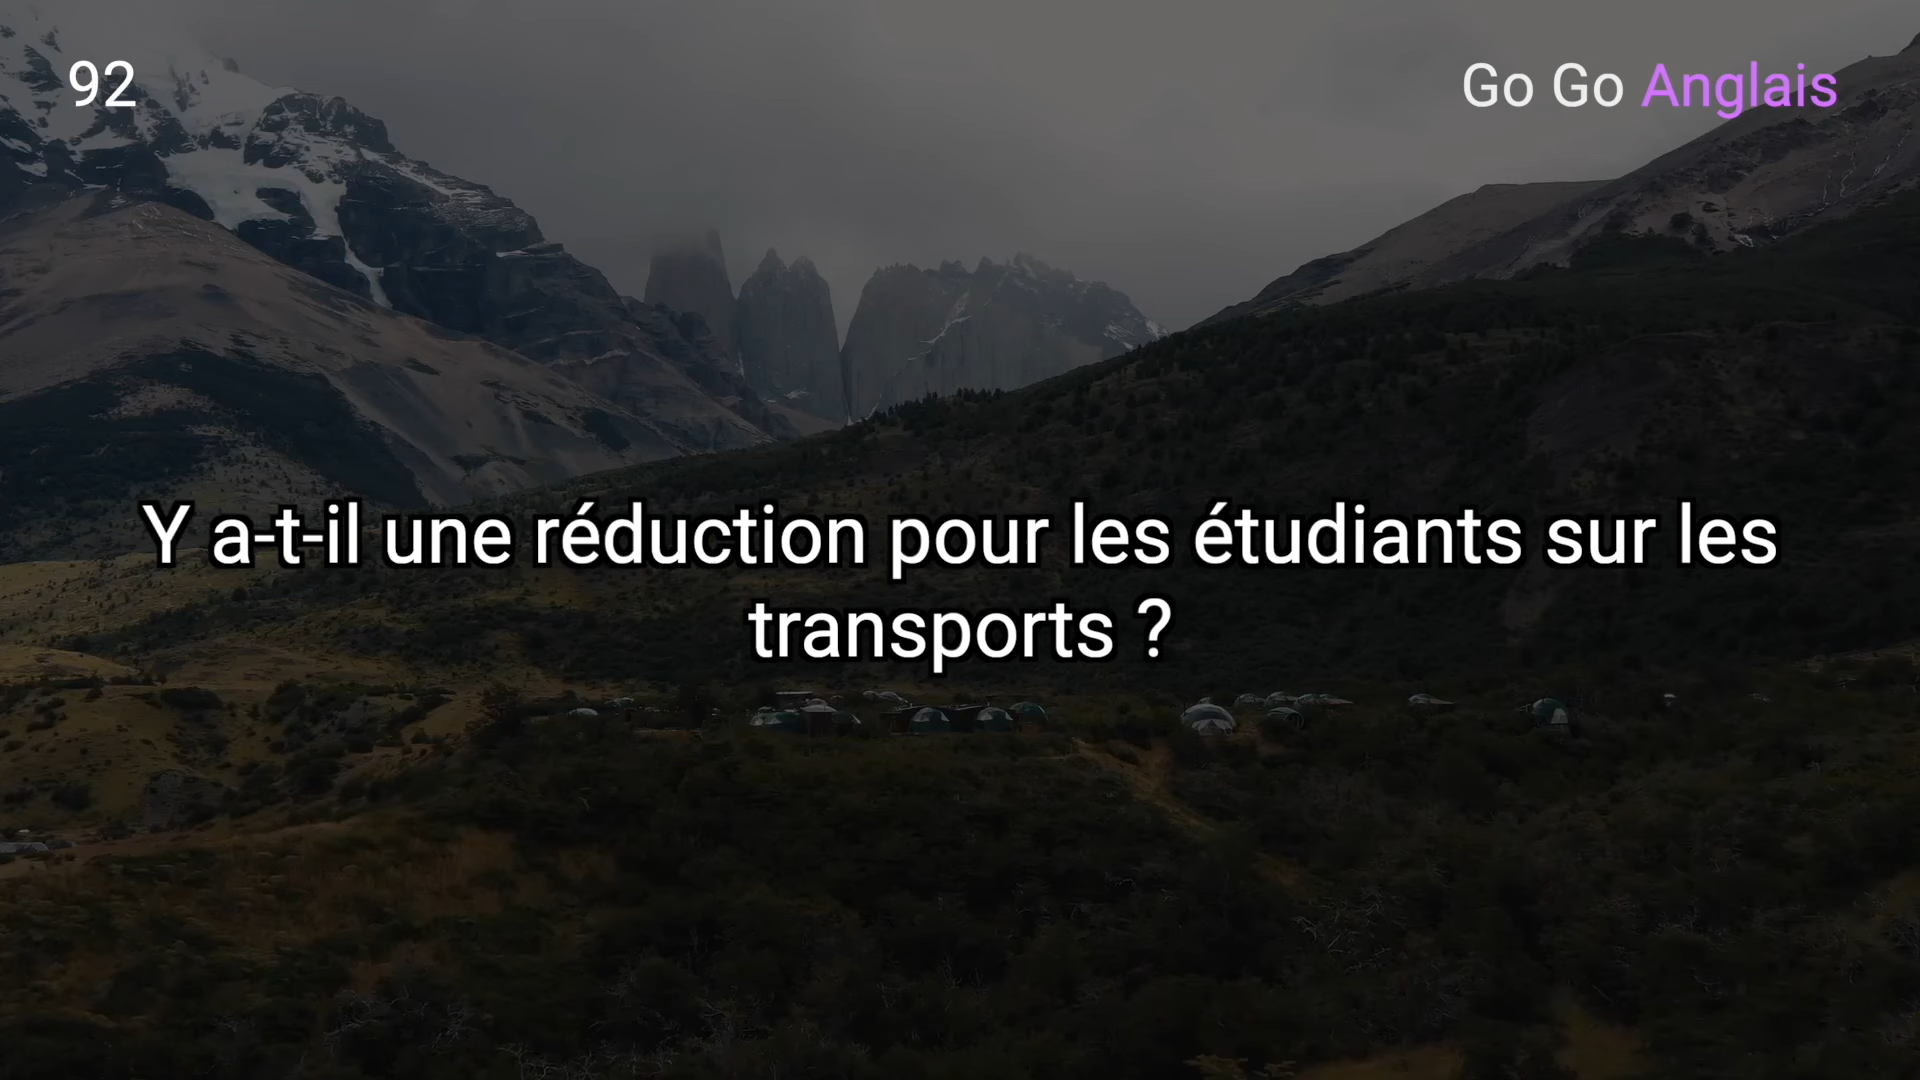 92
Go Go Anglais
Y a-t-il une réduction pour les étudiants sur les
transports ?